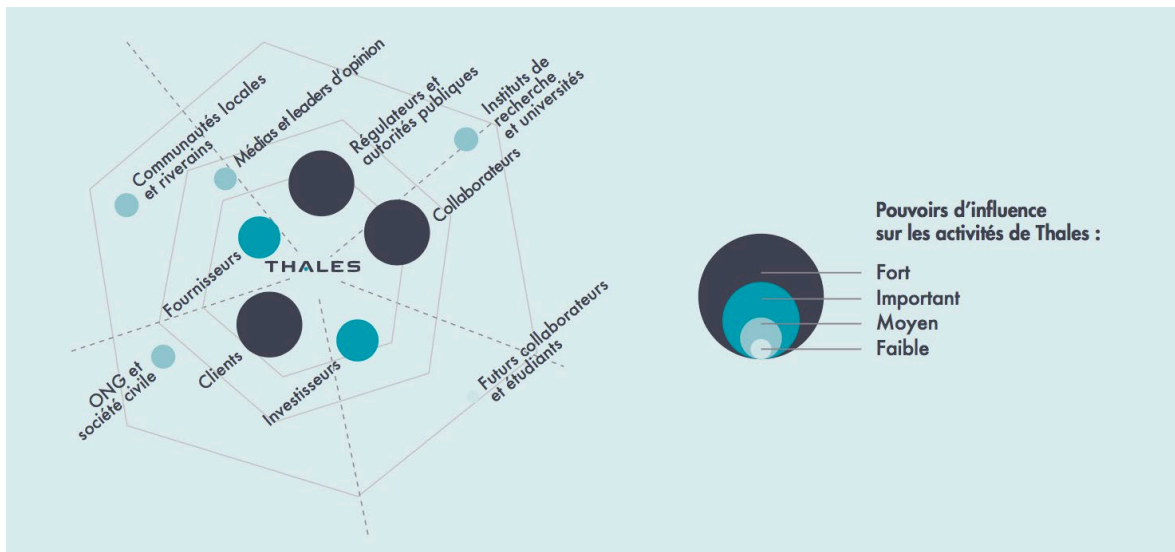 Communautés locales
et riverains
Médias et leaders d'opinion
Régulateurs et
autorités publiques
Instituts de
recherche
et universités
Collaborateurs
THALES
Fournisseurs
ONG et
société civile
Clients
Investisseurs
Futurs collaborateurs
et étudiants
Pouvoirs d'influence
sur les activités de Thales :
Fort
Important
Moyen
Faible